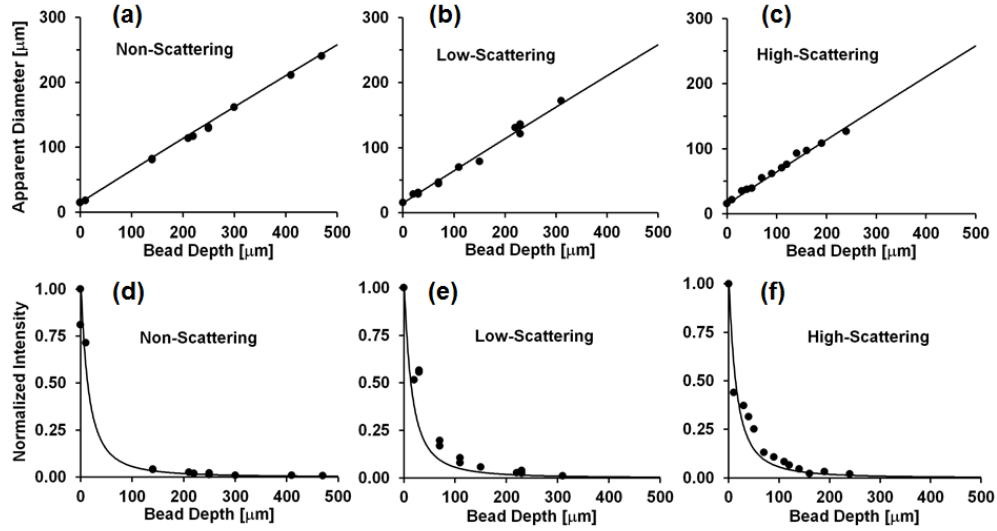 (a)
(b)
(c)
Non-Scattering
Low-Scattering
High-Scattering
Apparent Diameter [µm]
300
200
100
0
300
200
100
0
300
200
100
0
0 100 200 300 400 500
0 100 200 300 400 500
0 100 200 300 400 500
Bead Depth [µm]
Bead Depth [µm]
Bead Depth [µm]
(d)
(e)
(f)
Non-Scattering
Low-Scattering
High-Scattering
Normalized Intensity
1.00
0.75
0.50
0.25
0.00
1.00
0.75
0.50
0.25
0.00
1.00
0.75
0.50
0.25
0.00
0 100 200 300 400 500
0 100 200 300 400 500
0 100 200 300 400 500
Bead Depth [µm]
Bead Depth [µm]
Bead Depth [µm]